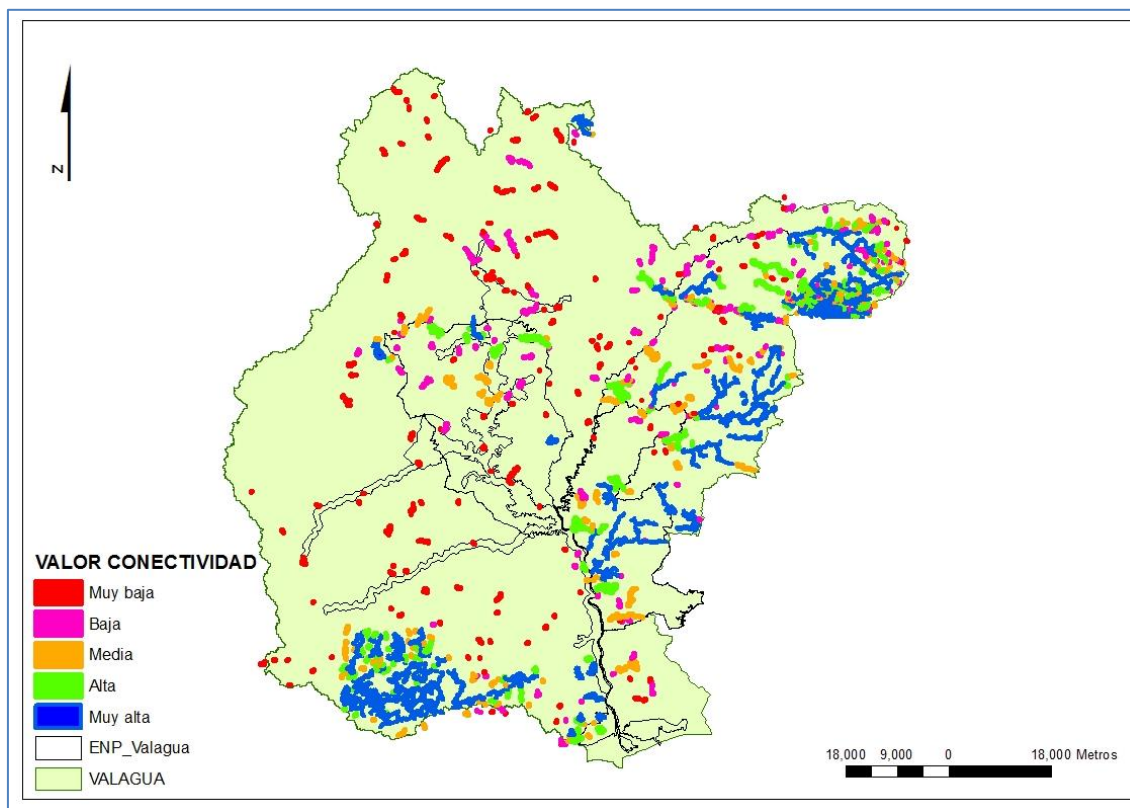 Z
VALOR CONECTIVIDAD
Muy baja
Baja
Media
Alta
Muy alta
ENP_Valagua
VALAGUA
18,000 9,000 0 18,000 Metros